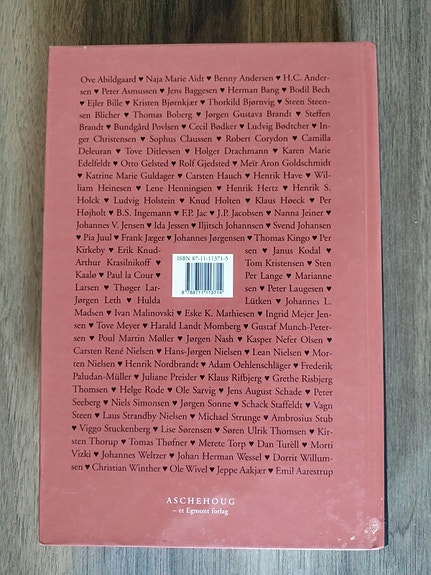 Ove Abildgaard ♥ Naja Marie Aidt ♥ Benny Andersen ♥ H.C. Ander-
sen ♥ Peter Asmussen ♥ Jens Baggesen ♥ Herman Bang ♥ Bodil Bech
♥ Ejler Bille ♥ Kristen Bjørnkjær ♥ Thorkild Bjørnvig ♥ Steen Steen-
sen Blicher ♥ Thomas Boberg ♥ Jørgen Gustava Brandt ♥ Steffen
Brandt ♥ Bundgård Povlsen ♥ Cecil Bødker ♥ Ludvig Bødtcher ♥ In-
ger Christensen ♥ Sophus Claussen ♥ Robert Corydon ♥ Camilla
Deleuran ♥ Tove Ditlevsen ♥ Holger Drachmann ♥ Karen Marie
Edelfeldt ♥ Otto Gelsted ♥ Rolf Gjedsted ♥ Meïr Aron Goldschmidt
♥ Katrine Marie Guldager ♥ Carsten Hauch ♥ Henrik Have ♥ Wil-
liam Heinesen ♥ Lene Henningsen ♥ Henrik Hertz ♥ Henrik S.
Holck ♥ Ludvig Holstein ♥ Knud Holten ♥ Klaus Høeck ♥ Per
Højholt ♥ B.S. Ingemann ♥ F.P. Jac ♥ J.P. Jacobsen ♥ Nanna Jeiner ♥
Johannes V. Jensen ♥ Ida Jessen ♥ Iljitsch Johannsen ♥ Svend Johansen
♥ Pia Juul ♥ Frank Jæger ♥ Johannes Jørgensen ♥ Thomas Kingo ♥ Per
Kirkeby ♥ Erik Knud- sen ♥ Janus Kodal ♥
Arthur Krasilnikoff ♥ ISBN 87-11-11371-5 Tom Kristensen ♥ Sten
Kaalø ♥ Paul la Cour ♥ Per Lange ♥ Marianne
Larsen ♥ Thøger Lar- sen ♥ Peter Laugesen ♥
Jørgen Leth ♥ Hulda 9 788711 113714 Lütken ♥ Johannes L.
Madsen ♥ Ivan Malinovski ♥ Eske K. Mathiesen ♥ Ingrid Mejer Jen-
sen ♥ Tove Meyer ♥ Harald Landt Momberg ♥ Gustaf Munch-Peter-
sen ♥ Poul Martin Møller ♥ Jørgen Nash ♥ Kasper Nefer Olsen ♥
Carsten René Nielsen ♥ Hans-Jørgen Nielsen ♥ Lean Nielsen ♥ Mor-
ten Nielsen ♥ Henrik Nordbrandt ♥ Adam Oehlenschläger ♥ Frederik
Paludan-Müller ♥ Juliane Preisler ♥ Klaus Rifbjerg ♥ Grethe Risbjerg
Thomsen ♥ Helge Rode ♥ Ole Sarvig ♥ Jens August Schade ♥ Peter
Seeberg ♥ Niels Simonsen ♥ Jørgen Sonne ♥ Schack Staffeldt ♥ Vagn
Steen ♥ Laus Strandby Nielsen ♥ Michael Strunge ♥ Ambrosius Stub
♥ Viggo Stuckenberg ♥ Lise Sørensen ♥ Søren Ulrik Thomsen ♥ Kir-
sten Thorup ♥ Tomas Thøfner ♥ Merete Torp ♥ Dan Turèll ♥ Morti
Vizki ♥ Johannes Weltzer ♥ Johan Herman Wessel ♥ Dorrit Willum-
sen ♥ Christian Winther ♥ Ole Wivel ♥ Jeppe Aakjær ♥ Emil Aarestrup
ASCHEHOUG
– et Egmont forlag